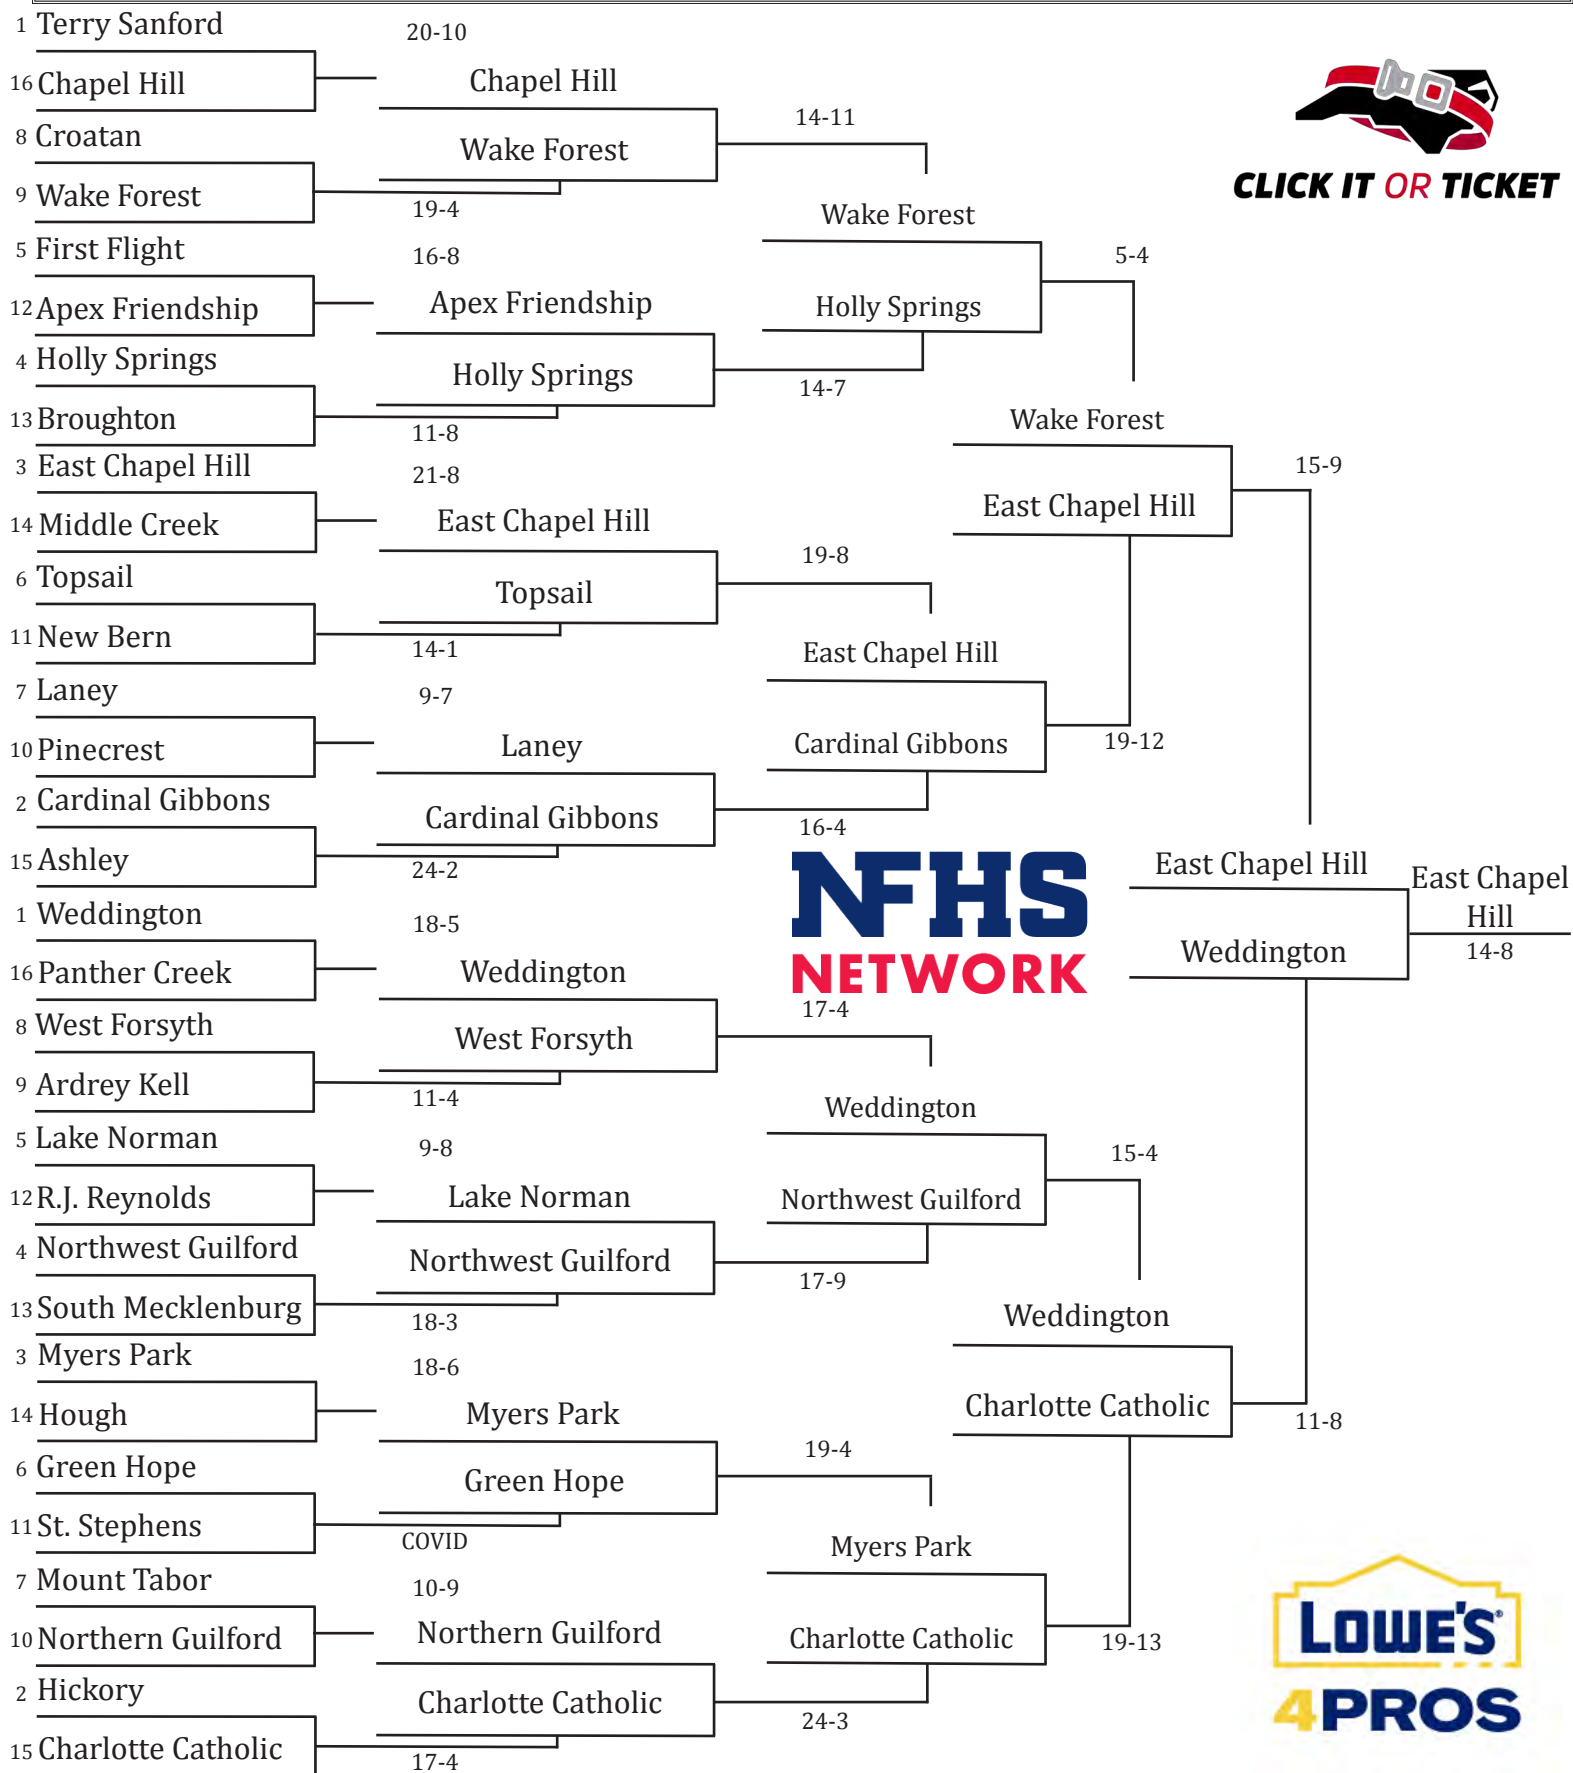 1 Terry Sanford
20-10
16 Chapel Hill
Chapel Hill
8 Croatan
14-11
Wake Forest
9 Wake Forest
19-4
CLICK IT OR TICKET
Wake Forest
5 First Flight
16-8
5-4
12 Apex Friendship
Apex Friendship
Holly Springs
4 Holly Springs
Holly Springs
14-7
13 Broughton
11-8
Wake Forest
3 East Chapel Hill
21-8
15-9
14 Middle Creek
East Chapel Hill
East Chapel Hill
19-8
6 Topsail
Topsail
11 New Bern
14-1
East Chapel Hill
7 Laney
9-7
10 Pinecrest
Laney
Cardinal Gibbons
19-12
2 Cardinal Gibbons
Cardinal Gibbons
16-4
15 Ashley
24-2
East Chapel Hill
East Chapel
Hill
14-8
NFHS
NETWORK
1 Weddington
18-5
Weddington
16 Panther Creek
Weddington
17-4
8 West Forsyth
West Forsyth
9 Ardrey Kell
11-4
Weddington
5 Lake Norman
9-8
15-4
12 R.J. Reynolds
Lake Norman
Northwest Guilford
4 Northwest Guilford
Northwest Guilford
17-9
13 South Mecklenburg
18-3
Weddington
3 Myers Park
18-6
14 Hough
Myers Park
Charlotte Catholic
11-8
19-4
6 Green Hope
Green Hope
11 St. Stephens
COVID
Myers Park
7 Mount Tabor
10-9
10 Northern Guilford
Northern Guilford
Charlotte Catholic
19-13
2 Hickory
Charlotte Catholic
24-3
15 Charlotte Catholic
17-4
LOWE'S®
4PROS